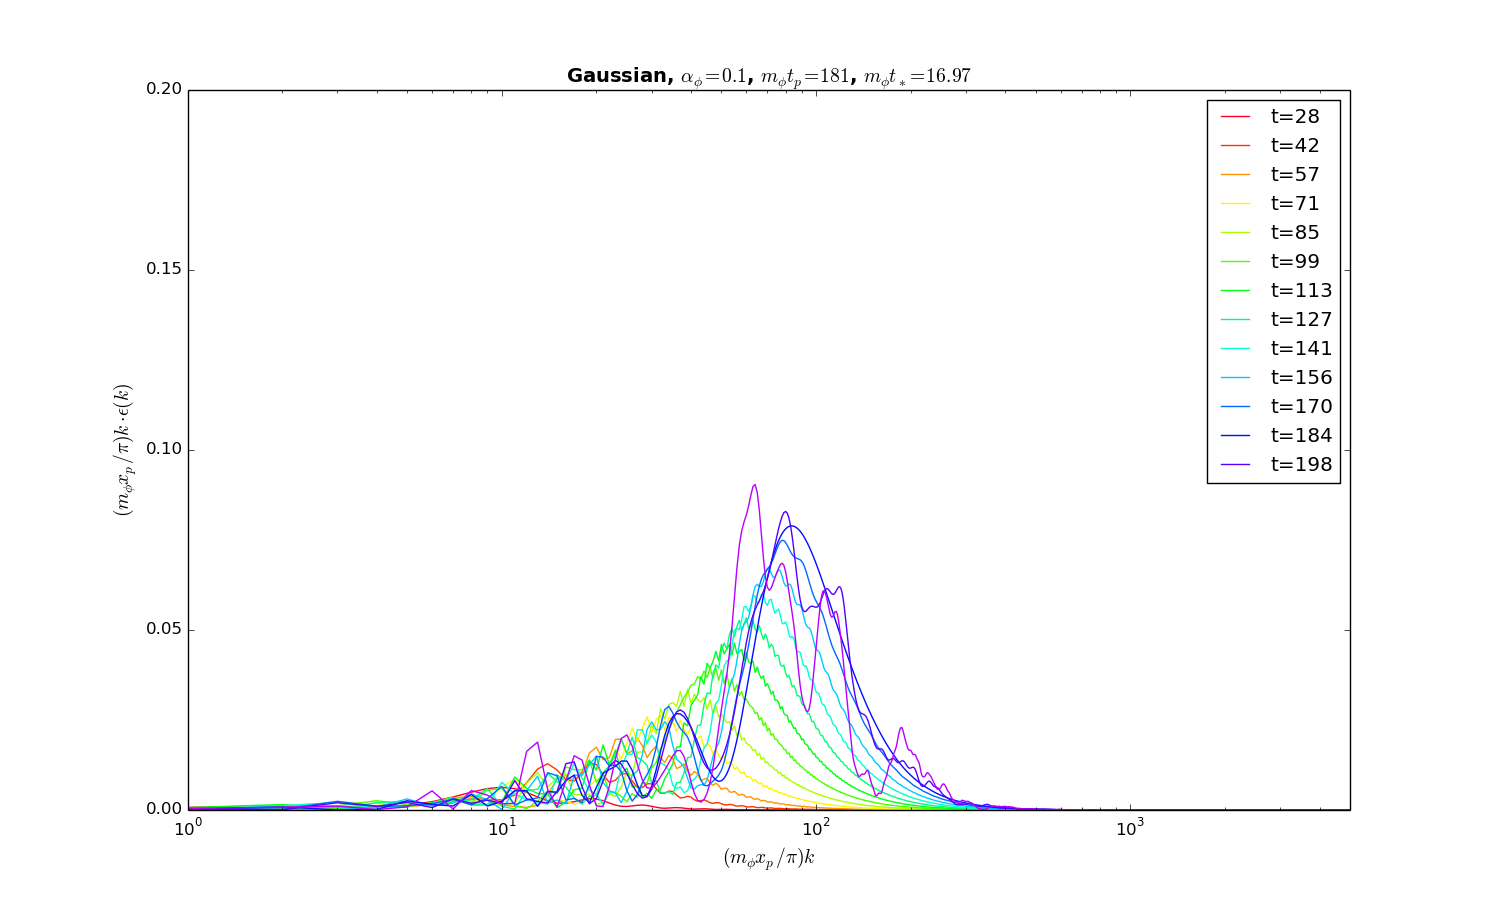 Gaussian, α_ϕ=0.1, m_ϕt_p=181, m_ϕt_*=16.97
0.20
0.15
0.10
0.05
0.00
(m_ϕx_p/π)k·ϵ(k)
10^0
10^1
10^2
10^3
(m_ϕx_p/π)k
t=28
t=42
t=57
t=71
t=85
t=99
t=113
t=127
t=141
t=156
t=170
t=184
t=198